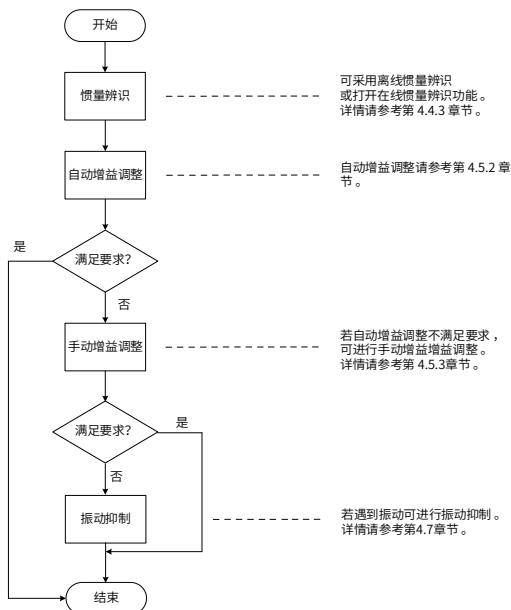 开始
惯量辨识
可采用离线惯量辨识
或打开在线惯量辨识功能。
详情请参考第 4.4.3 章节。
自动增益调整
自动增益调整请参考第 4.5.2 章
节。
是
满足要求？
否
手动增益调整
若自动增益调整不满足要求，
可进行手动增益增益调整。
详情请参考第 4.5.3章节。
满足要求？
是
否
振动抑制
若遇到振动可进行振动抑制。
详情请参考第4.7章节。
结束